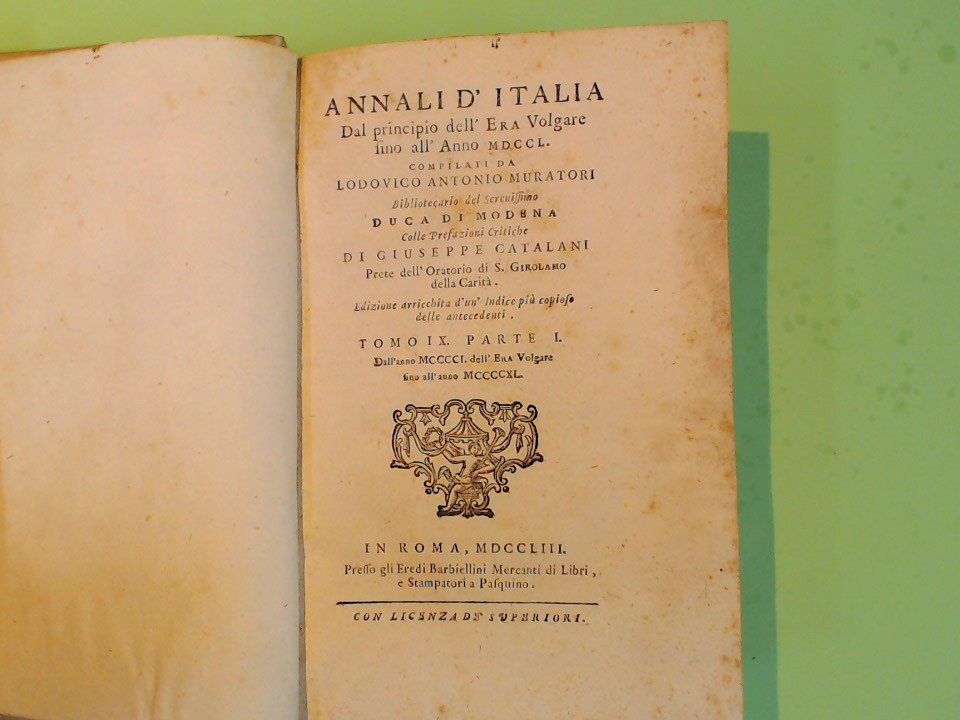 ANNALI D' ITALIA
Dal principio dell' ERA Volgare
ſino all' Anno MDCCL.
COMPILATI DA
LODOVICO ANTONIO MURATORI
Bibliotecario del Sereniſſimo
DUCA DI MODENA
Colle Prefazioni Critiche
DI GIUSEPPE CATALANI
Prete dell' Oratorio di S. GIROLAMO
della Carità.
Edizione arricchita d'un' Indice più copioſo
delle antecedenti.
TOMO IX. PARTE I.
Dall'anno MCCCCI. dell' ERA Volgare
ſino all'anno MCCCCXL.
IN ROMA, MDCCLIII.
Preſſo gli Eredi Barbiellini Mercanti di Libri,
e Stampatori a Paſquino.
CON LICENZA DE' SUPERIORI.